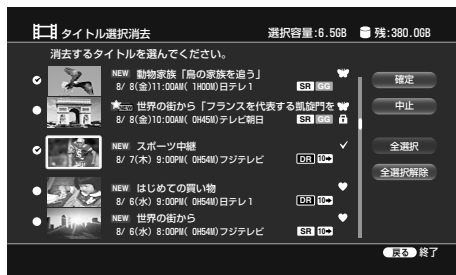 タイトル選択消去 選択容量:6.5GB 残:380.0GB
消去するタイトルを選んでください。
NEW 動物家族「鳥の家族を追う」
8/ 8(金)11:00AM( 1H00M)日テレ1 SR GG
世界の街から「フランスを代表する凱旋門を
8/ 8(金)10:00AM( 0H45M)テレビ朝日 SR GG
NEW スポーツ中継
8/ 7(木) 9:00PM( 0H54M)フジテレビ DR 10
NEW はじめての買い物
8/ 6(水) 9:00PM( 0H54M)日テレ1 DR 10
NEW 世界の街から
8/ 6(水) 8:00PM( 0H54M)フジテレビ SR 10
確定
中止
全選択
全選択解除
戻る 終了